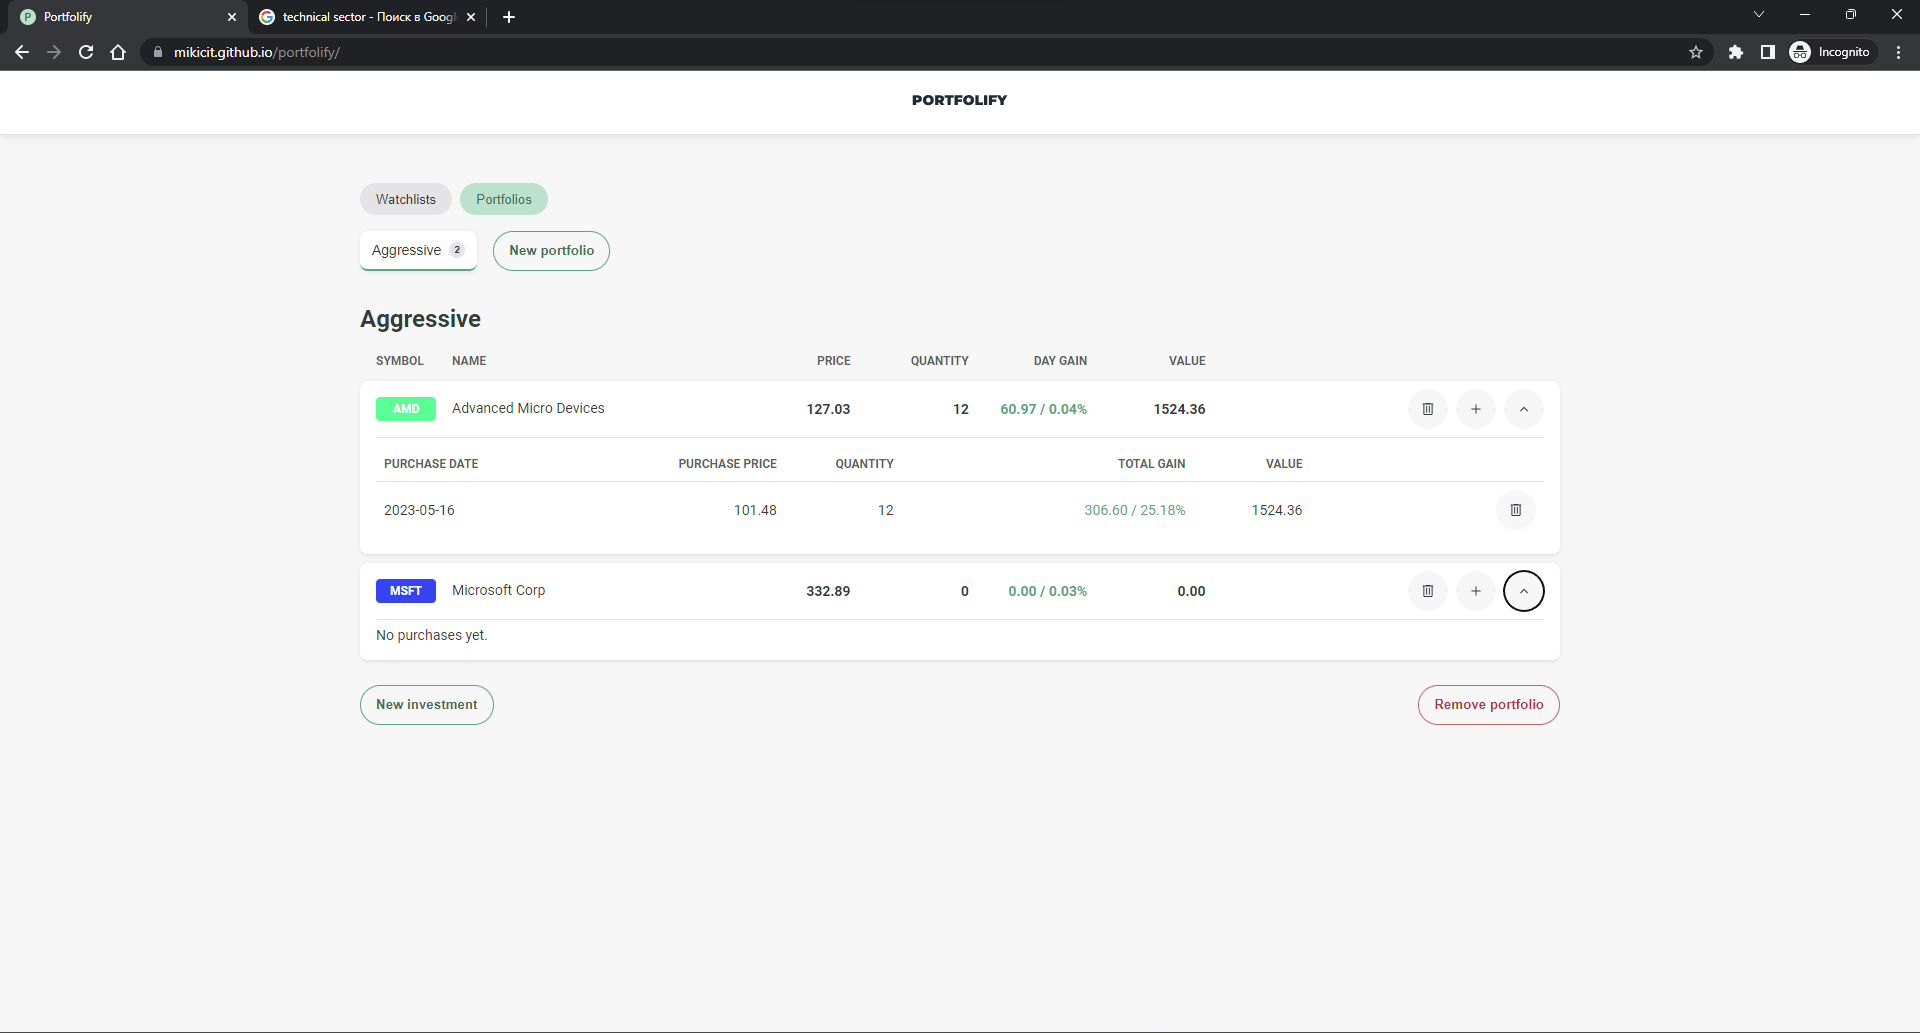 Portfolify
technical sector - Поиск в Googl
mikicit.github.io/portfolify/
Incognito
PORTFOLIFY
Watchlists Portfolios
Aggressive 2 New portfolio
Aggressive
SYMBOL NAME PRICE QUANTITY DAY GAIN VALUE
AMD Advanced Micro Devices 127.03 12 60.97 / 0.04% 1524.36
PURCHASE DATE PURCHASE PRICE QUANTITY TOTAL GAIN VALUE
2023-05-16 101.48 12 306.60 / 25.18% 1524.36
MSFT Microsoft Corp 332.89 0 0.00 / 0.03% 0.00
No purchases yet.
New investment Remove portfolio